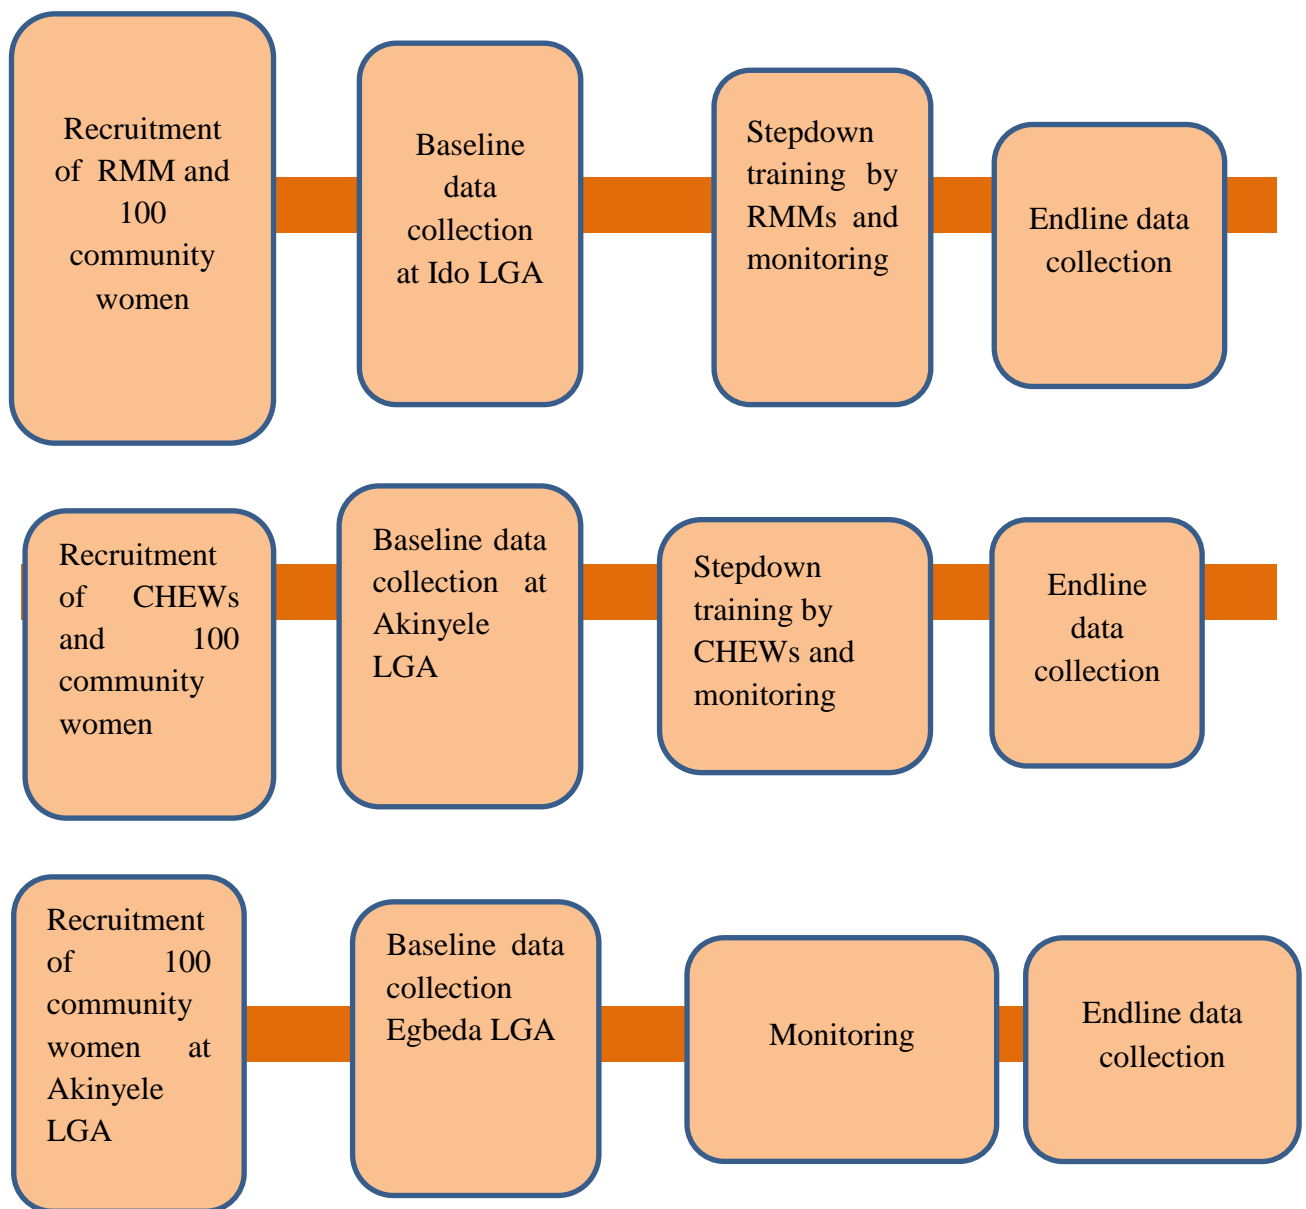 Recruitment
of RMM and
100
community
women
Baseline
data
collection
at Ido LGA
Stepdown
training by
RMMs and
monitoring
Endline data
collection
Recruitment
of CHEWs
and 100
community
women
Baseline data
collection at
Akinyele
LGA
Stepdown
training by
CHEWs and
monitoring
Endline
data
collection
Recruitment
of 100
community
women at
Akinyele
LGA
Baseline data
collection
Egbeda LGA
Monitoring
Endline data
collection